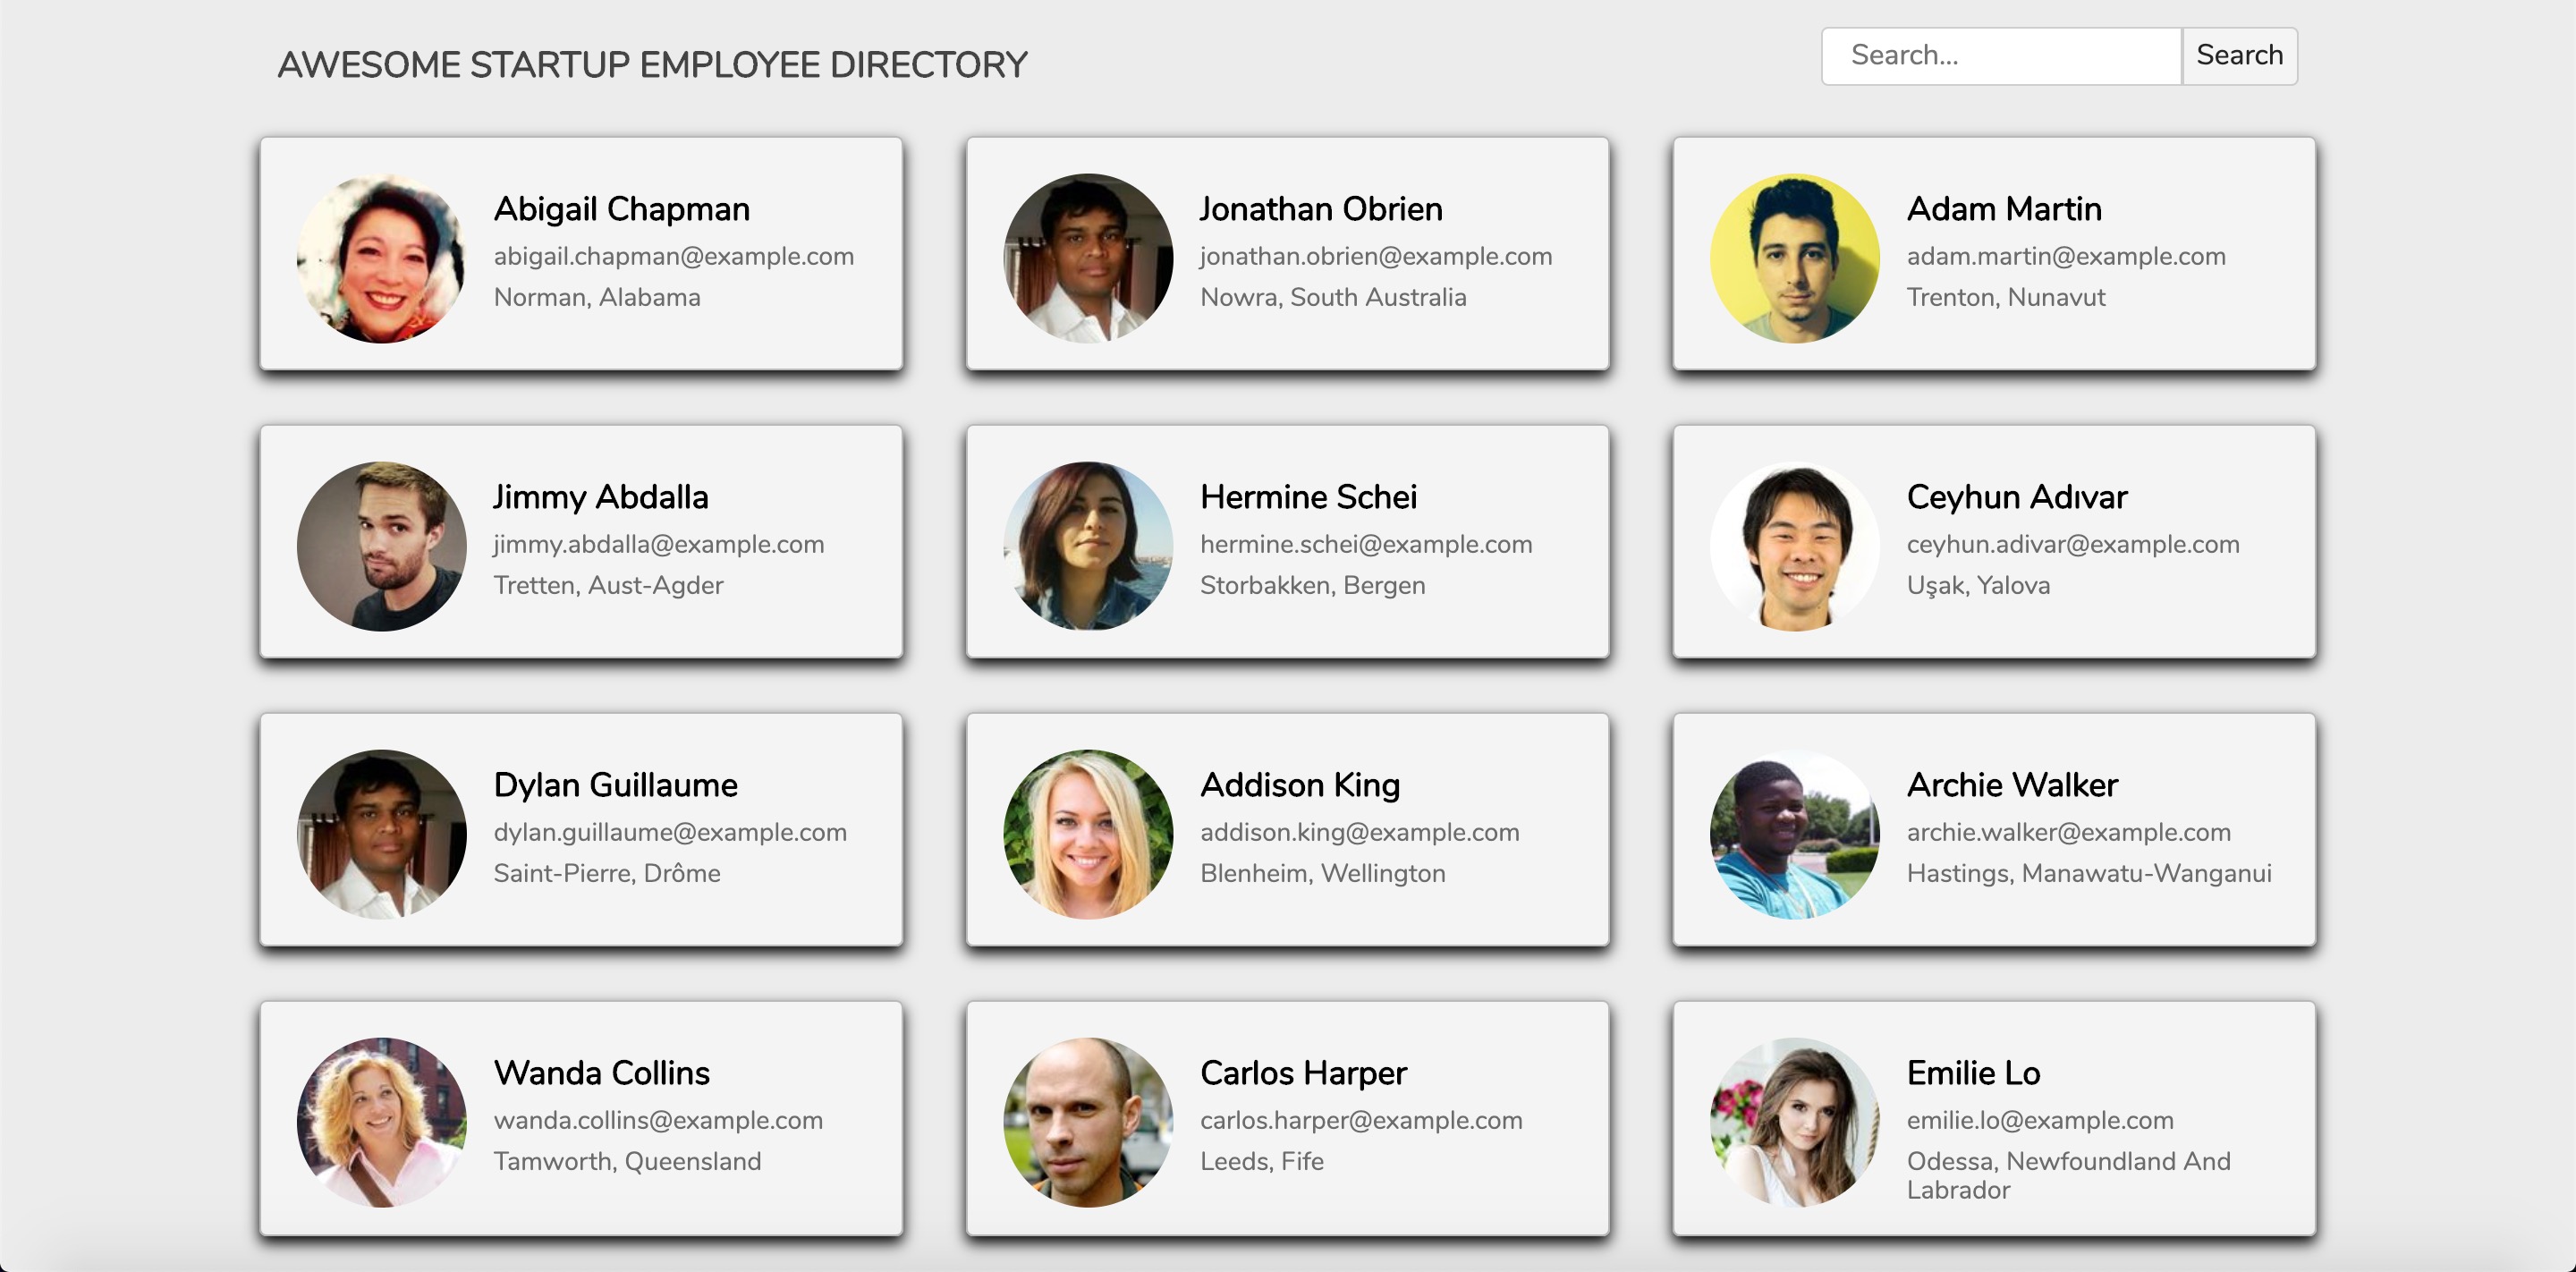 AWESOME STARTUP EMPLOYEE DIRECTORY
Search...
Search
Abigail Chapman
abigail.chapman@example.com
Norman, Alabama
Jonathan Obrien
jonathan.obrien@example.com
Nowra, South Australia
Adam Martin
adam.martin@example.com
Trenton, Nunavut
Jimmy Abdalla
jimmy.abdalla@example.com
Tretten, Aust-Agder
Hermine Schei
hermine.schei@example.com
Storbakken, Bergen
Ceyhun Adıvar
ceyhun.adivar@example.com
Uşak, Yalova
Dylan Guillaume
dylan.guillaume@example.com
Saint-Pierre, Drôme
Addison King
addison.king@example.com
Blenheim, Wellington
Archie Walker
archie.walker@example.com
Hastings, Manawatu-Wanganui
Wanda Collins
wanda.collins@example.com
Tamworth, Queensland
Carlos Harper
carlos.harper@example.com
Leeds, Fife
Emilie Lo
emilie.lo@example.com
Odessa, Newfoundland And
Labrador